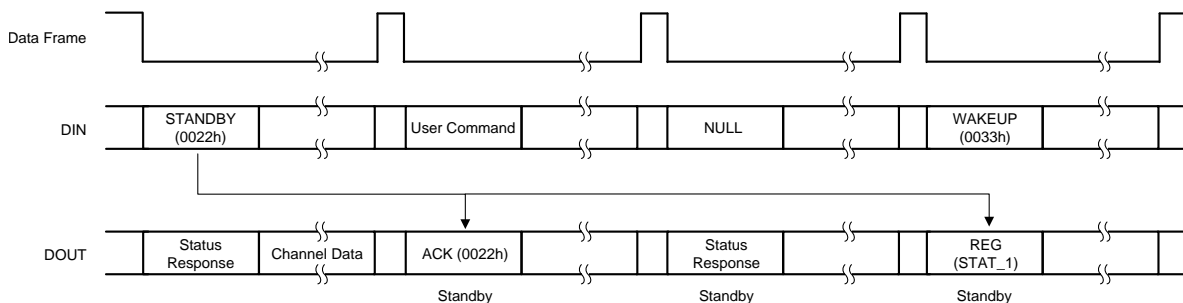 Data Frame
DIN
STANDBY
(0022h)
User Command
NULL
WAKEUP
(0033h)
DOUT
Status
Response
Channel Data
ACK (0022h)
Status
Response
REG
(STAT_1)
Standby
Standby
Standby